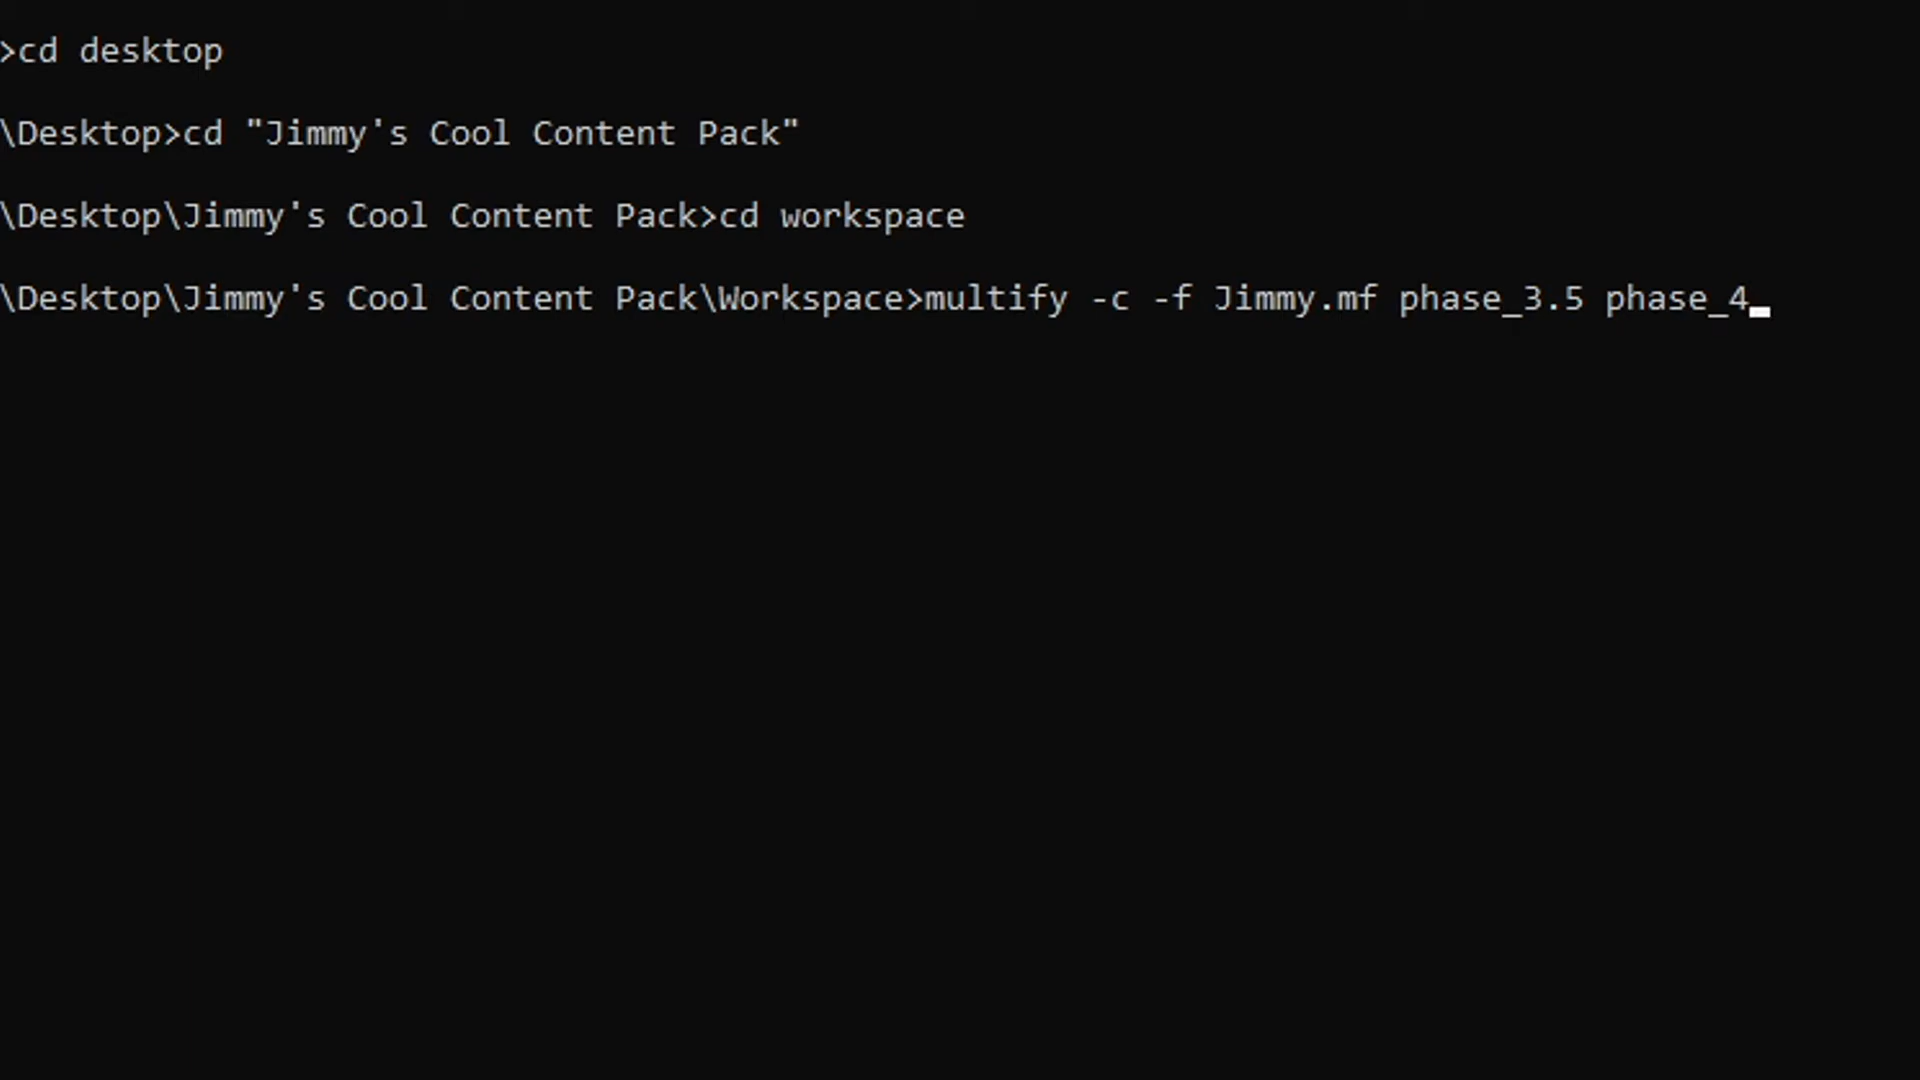 >cd desktop
\Desktop>cd "Jimmy's Cool Content Pack"
\Desktop\Jimmy's Cool Content Pack>cd workspace
\Desktop\Jimmy's Cool Content Pack\Workspace>multify -c -f Jimmy.mf phase_3.5 phase_4